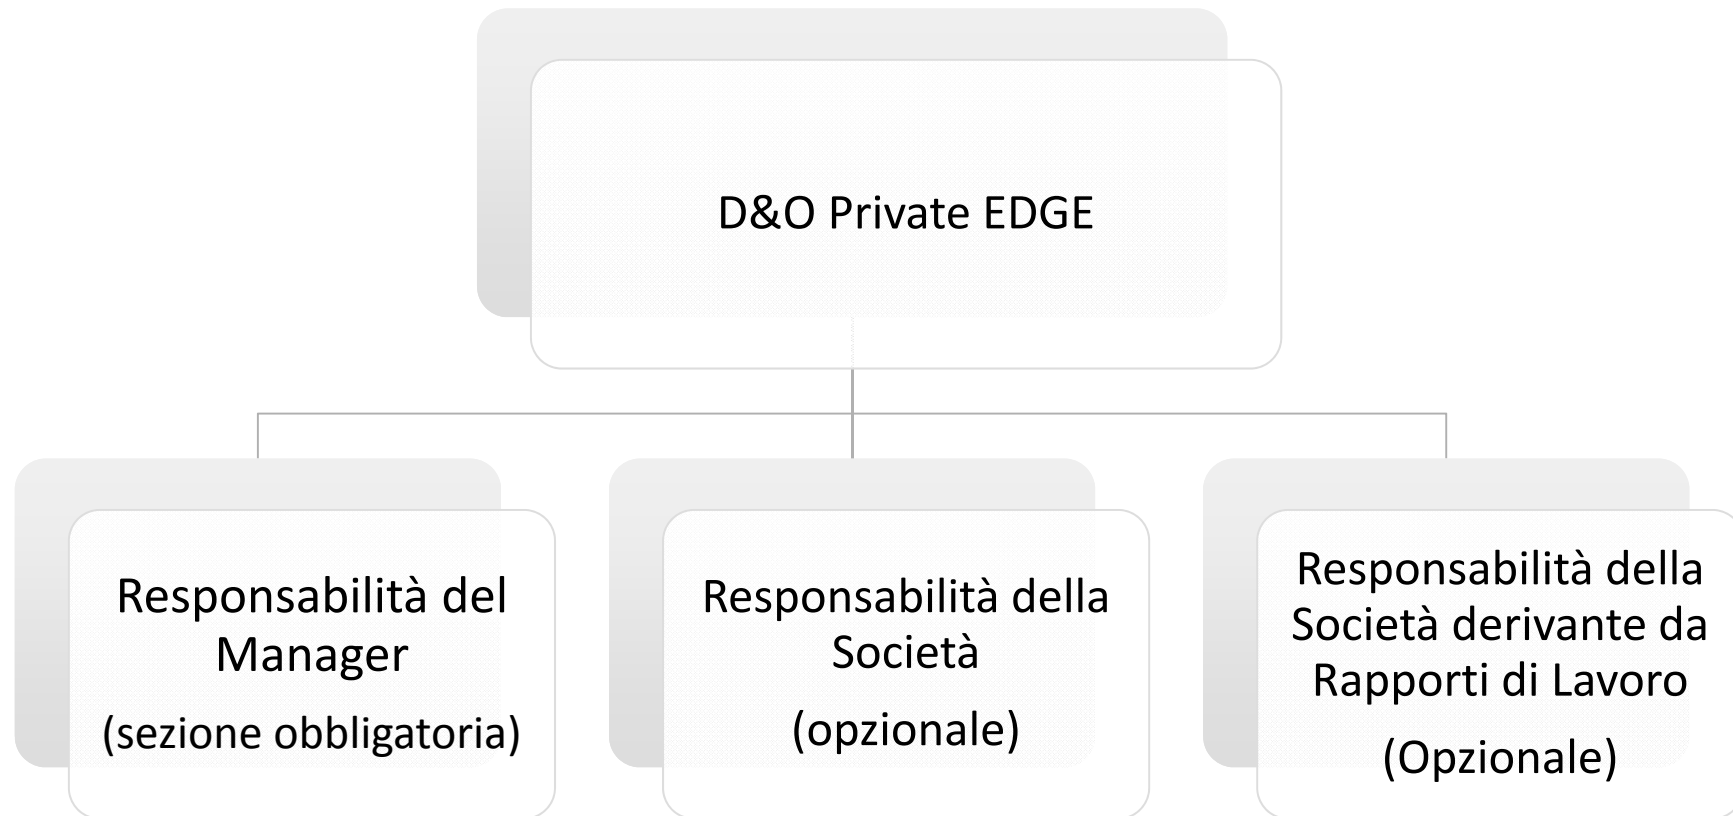 D&O Private EDGE
Responsabilità del
Manager
(sezione obbligatoria)
Responsabilità della
Società
(opzionale)
Responsabilità della
Società derivante da
Rapporti di Lavoro
(Opzionale)